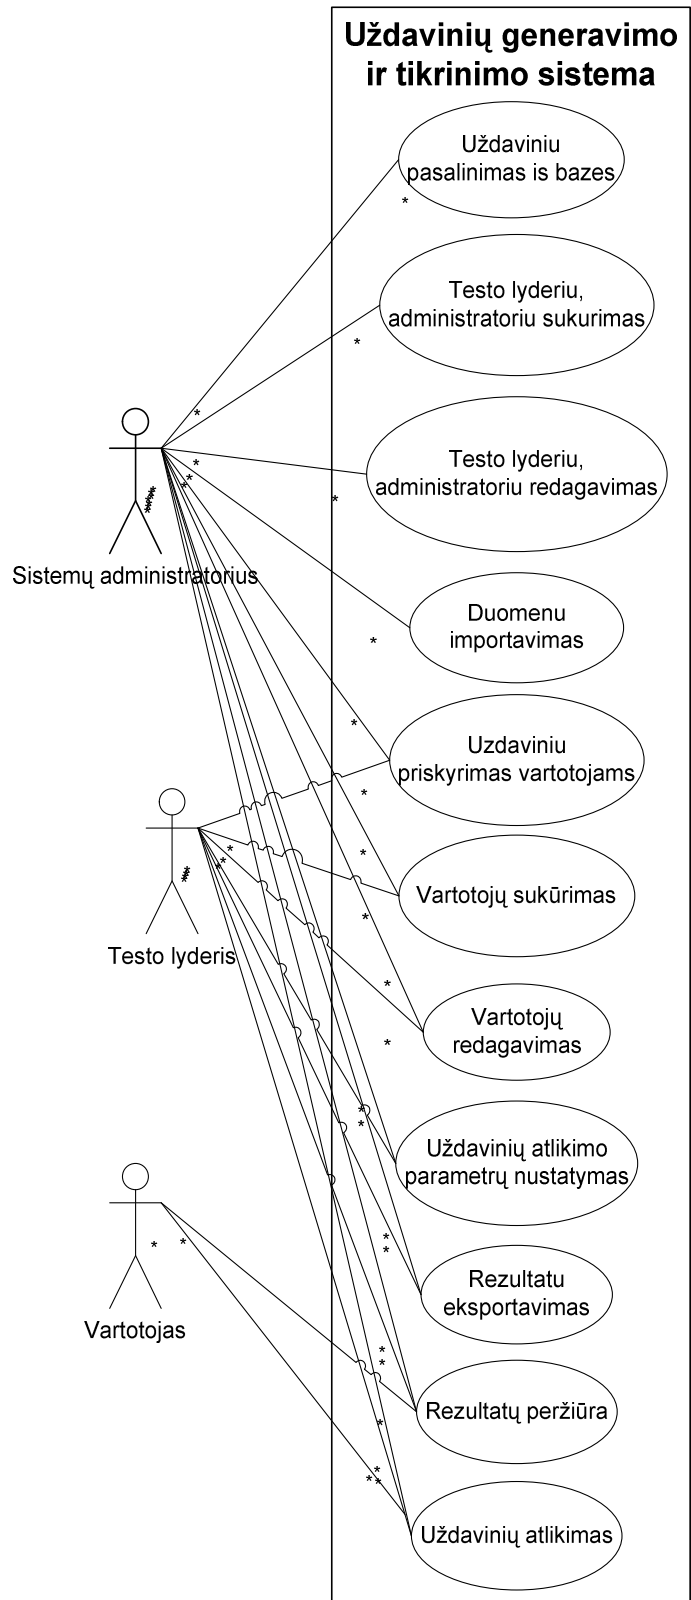 Uždavinių generavimo
ir tikrinimo sistema
Uždaviniu
pasalinimas is bazes
Testo lyderiu,
administratoriu sukurimas
Testo lyderiu,
administratoriu redagavimas
Sistemų administratorius
Duomenu
importavimas
Uzdaviniu
priskyrimas vartotojams
Vartotojų sukūrimas
Testo lyderis
Vartotojų
redagavimas
Uždavinių atlikimo
parametrų nustatymas
Rezultatu
eksportavimas
Vartotojas
Rezultatų peržiūra
Uždavinių atlikimas